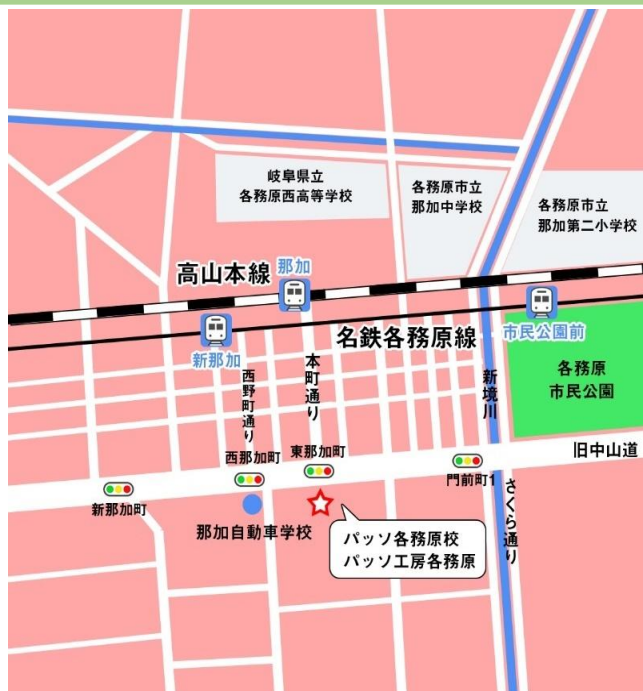 岐阜県立
各務原西高等学校
各務原市立
那加中学校
各務原市立
那加第二小学校
高山本線
那加
新那加
名鉄各務原線
市民公園前
各務原
市民公園
西野町通り
本町通り
新境川
旧中山道
西那加町
東那加町
門前町1
新那加町
那加自動車学校
さくら通り
パッソ各務原校
パッソ工房各務原